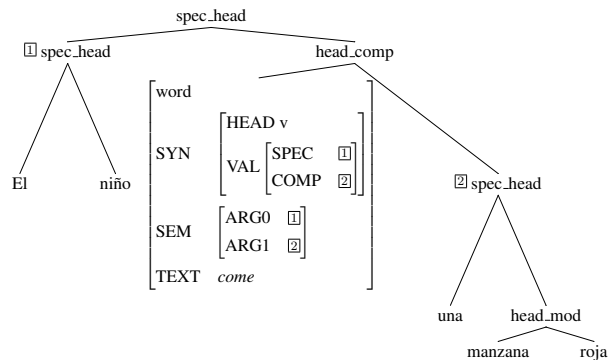 spec_head
1 spec_head
head_comp
word
SYN
HEAD v
VAL
SPEC 1
COMP 2
SEM
ARG0 1
ARG1 2
TEXT come
El
niño
2 spec_head
una
head_mod
manzana
roja